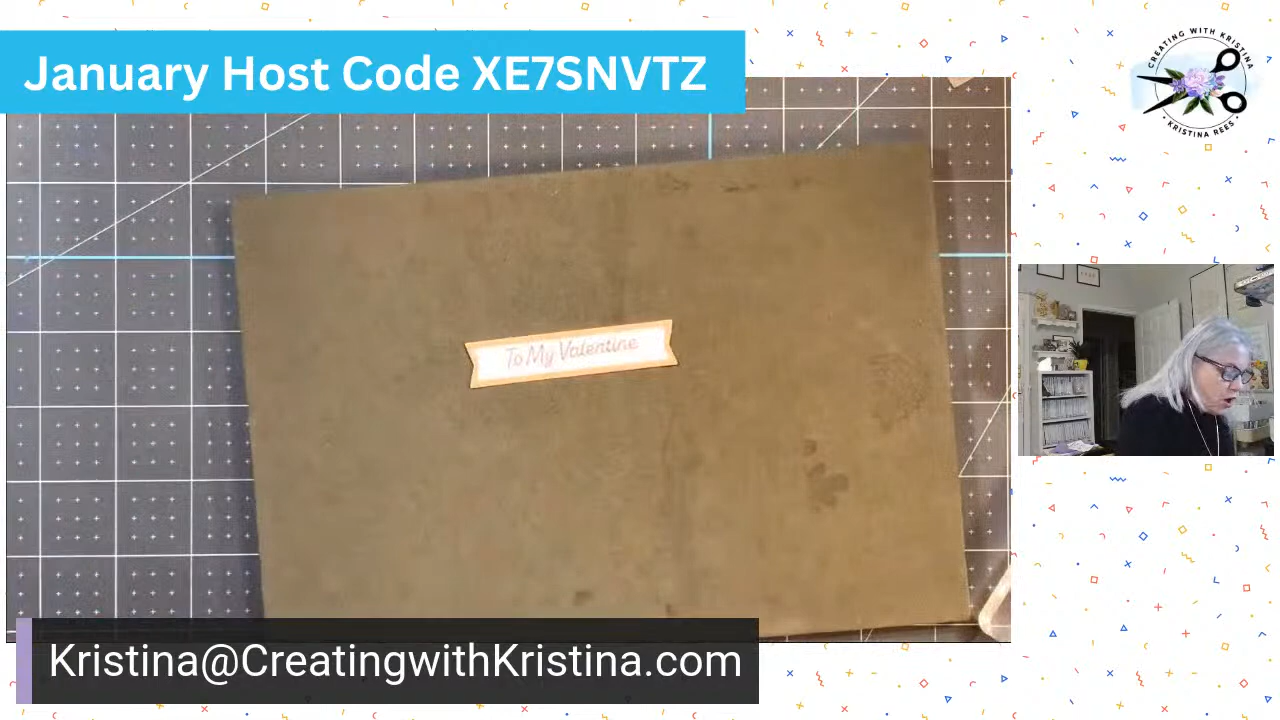 January Host Code XE7SNVTZ
CREATING WITH KRISTINA
• KRISTINA REES •
To My Valentine
Kristina@CreatingwithKristina.com